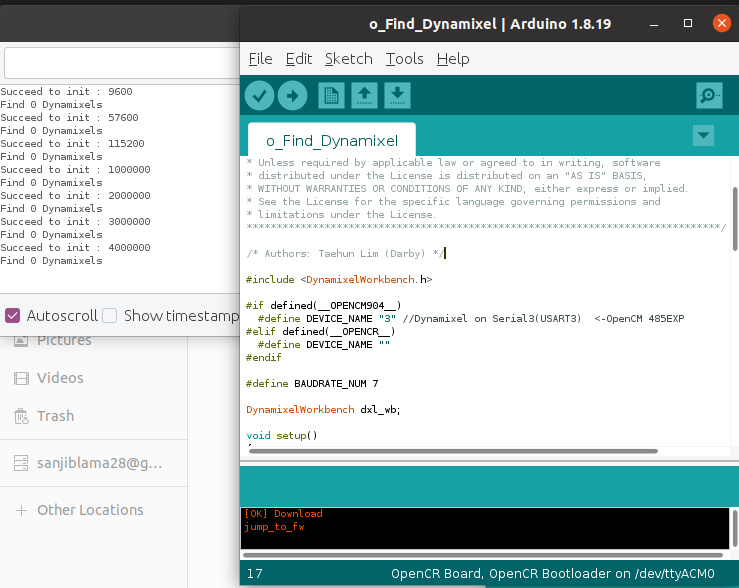 o_Find_Dynamixel | Arduino 1.8.19
File Edit Sketch Tools Help
o_Find_Dynamixel
Succeed to init : 9600
Find 0 Dynamixels
Succeed to init : 57600
Find 0 Dynamixels
Succeed to init : 115200
Find 0 Dynamixels
Succeed to init : 1000000
Find 0 Dynamixels
Succeed to init : 2000000
Find 0 Dynamixels
Succeed to init : 3000000
Find 0 Dynamixels
Succeed to init : 4000000
Find 0 Dynamixels
Autoscroll Show timestamp
Pictures
Videos
Trash
sanjiblama28@g...
Other Locations
* Unless required by applicable law or agreed to in writing, software
* distributed under the License is distributed on an "AS IS" BASIS,
* WITHOUT WARRANTIES OR CONDITIONS OF ANY KIND, either express or implied.
* See the License for the specific language governing permissions and
* limitations under the License.
*******************************************************************************/
/* Authors: Taehun Lim (Darby) */
#include <DynamixelWorkbench.h>
#if defined(__OPENCM904__)
#define DEVICE_NAME "3" //Dynamixel on Serial3(USART3) <-OpenCM 485EXP
#elif defined(__OPENCR__)
#define DEVICE_NAME ""
#endif
#define BAUDRATE_NUM 7
DynamixelWorkbench dxl_wb;
void setup()
[OK] Download
jump_to_fw
17 OpenCR Board, OpenCR Bootloader on /dev/ttyACM0